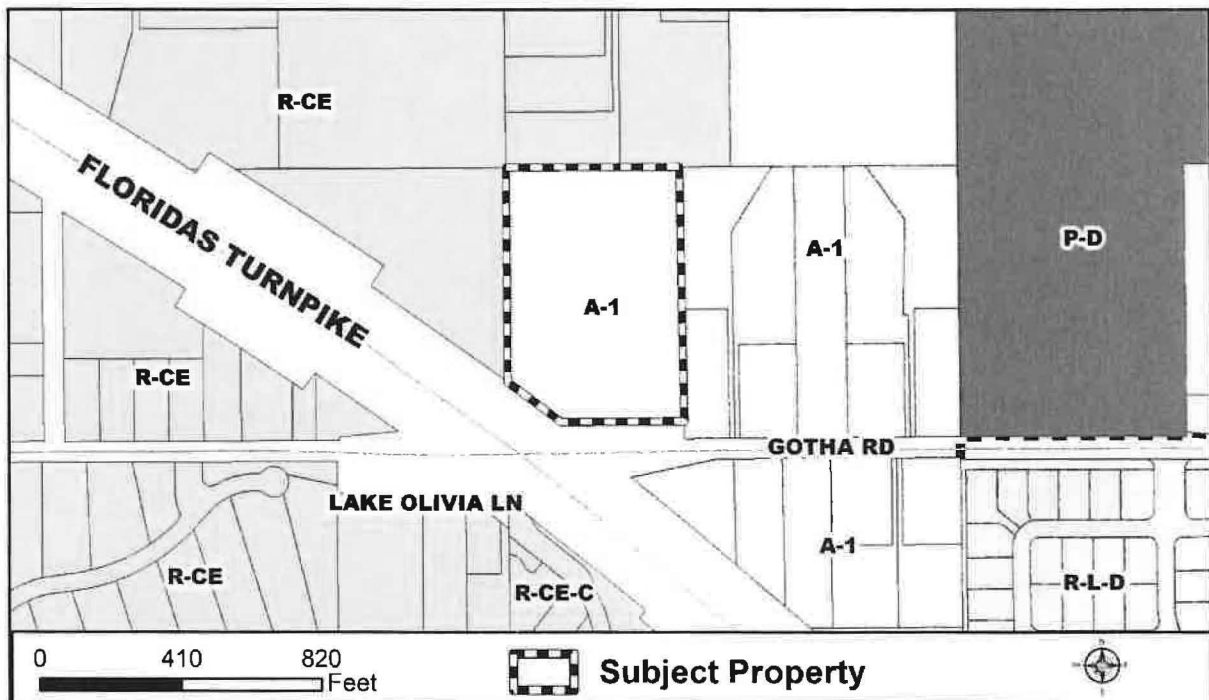 R-CE
FLORIDAS TURNPIKE
A-1
P-D
A-1
R-CE
GOTHA RD
LAKE OLIVIA LN
A-1
R-CE
R-CE-C
R-L-D
0 410 820
Feet
Subject Property